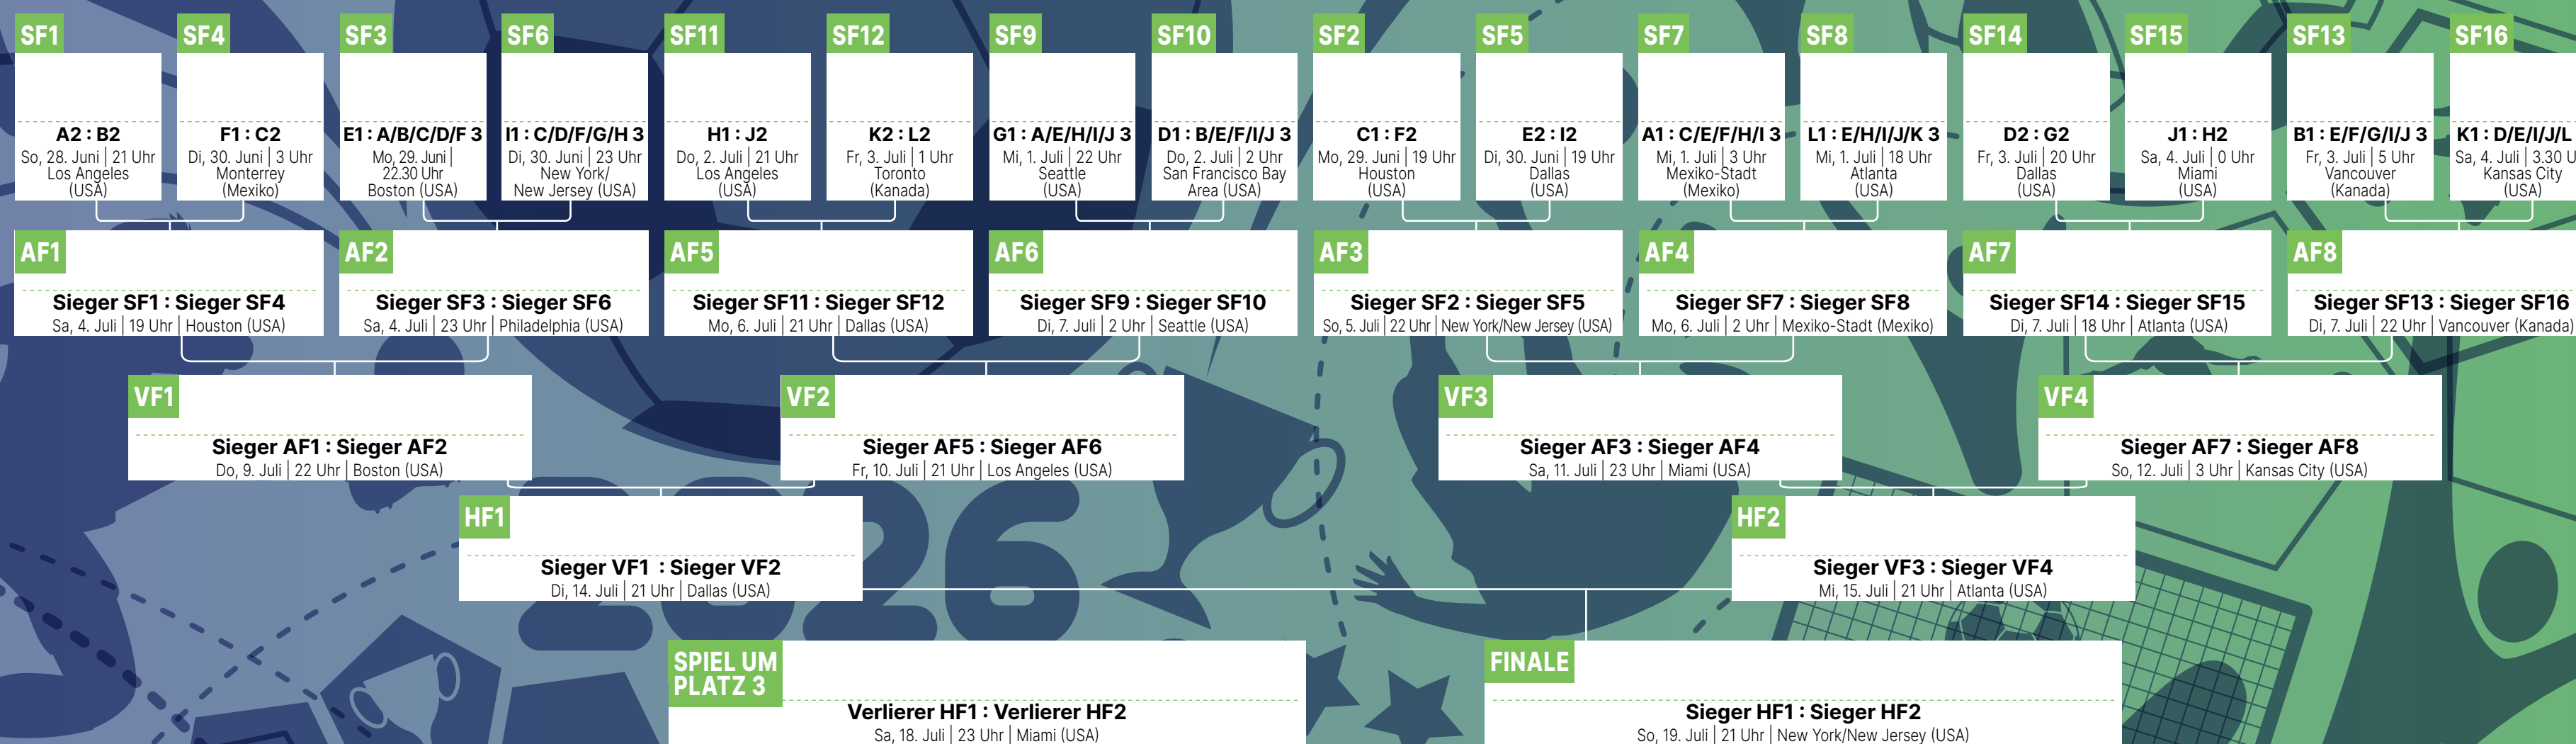 SF1
A2 : B2
So, 28. Juni | 21 Uhr
Los Angeles
(USA)
SF4
F1 : C2
Di, 30. Juni | 3 Uhr
Monterrey
(Mexiko)
SF3
E1 : A/B/C/D/F 3
Mo, 29. Juni |
22.30 Uhr
Boston (USA)
SF6
I1 : C/D/F/G/H 3
Di, 30. Juni | 23 Uhr
New York/
New Jersey (USA)
SF11
H1 : J2
Do, 2. Juli | 21 Uhr
Los Angeles
(USA)
SF12
K2 : L2
Fr, 3. Juli | 1 Uhr
Toronto
(Kanada)
SF9
G1 : A/E/H/I/J 3
Mi, 1. Juli | 22 Uhr
Seattle
(USA)
SF10
D1 : B/E/F/I/J 3
Do, 2. Juli | 2 Uhr
San Francisco Bay
Area (USA)
SF2
C1 : F2
Mo, 29. Juni | 19 Uhr
Houston
(USA)
SF5
E2 : I2
Di, 30. Juni | 19 Uhr
Dallas
(USA)
SF7
A1 : C/E/F/H/I 3
Mi, 1. Juli | 3 Uhr
Mexiko-Stadt
(Mexiko)
SF8
L1 : E/H/I/J/K 3
Mi, 1. Juli | 18 Uhr
Atlanta
(USA)
SF14
D2 : G2
Fr, 3. Juli | 20 Uhr
Dallas
(USA)
SF15
J1 : H2
Sa, 4. Juli | 0 Uhr
Miami
(USA)
SF13
B1 : E/F/G/I/J 3
Fr, 3. Juli | 5 Uhr
Vancouver
(Kanada)
SF16
K1 : D/E/I/J/L
Sa, 4. Juli | 3.30 U
Kansas City
(USA)
AF1
Sieger SF1 : Sieger SF4
Sa, 4. Juli | 19 Uhr | Houston (USA)
AF2
Sieger SF3 : Sieger SF6
Sa, 4. Juli | 23 Uhr | Philadelphia (USA)
AF5
Sieger SF11 : Sieger SF12
Mo, 6. Juli | 21 Uhr | Dallas (USA)
AF6
Sieger SF9 : Sieger SF10
Di, 7. Juli | 2 Uhr | Seattle (USA)
AF3
Sieger SF2 : Sieger SF5
So, 5. Juli | 22 Uhr | New York/New Jersey (USA)
AF4
Sieger SF7 : Sieger SF8
Mo, 6. Juli | 2 Uhr | Mexiko-Stadt (Mexiko)
AF7
Sieger SF14 : Sieger SF15
Di, 7. Juli | 18 Uhr | Atlanta (USA)
AF8
Sieger SF13 : Sieger SF16
Di, 7. Juli | 22 Uhr | Vancouver (Kanada)
VF1
Sieger AF1 : Sieger AF2
Do, 9. Juli | 22 Uhr | Boston (USA)
VF2
Sieger AF5 : Sieger AF6
Fr, 10. Juli | 21 Uhr | Los Angeles (USA)
VF3
Sieger AF3 : Sieger AF4
Sa, 11. Juli | 23 Uhr | Miami (USA)
VF4
Sieger AF7 : Sieger AF8
So, 12. Juli | 3 Uhr | Kansas City (USA)
2026
HF1
Sieger VF1 : Sieger VF2
Di, 14. Juli | 21 Uhr | Dallas (USA)
HF2
Sieger VF3 : Sieger VF4
Mi, 15. Juli | 21 Uhr | Atlanta (USA)
SPIEL UM
PLATZ 3
Verlierer HF1 : Verlierer HF2
Sa, 18. Juli | 23 Uhr | Miami (USA)
FINALE
Sieger HF1 : Sieger HF2
So, 19. Juli | 21 Uhr | New York/New Jersey (USA)